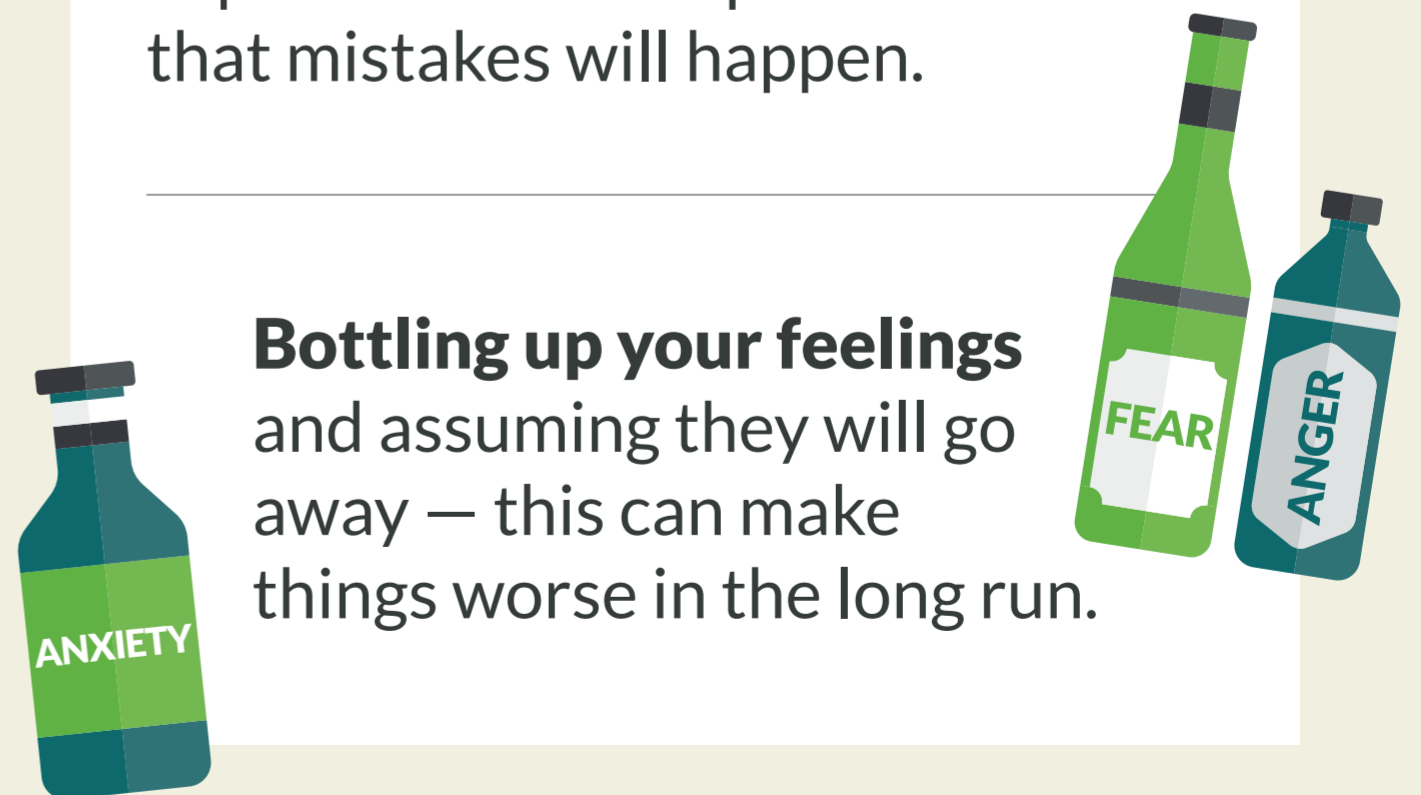 that mistakes will happen.
Bottling up your feelings
and assuming they will go
away — this can make
things worse in the long run.
FEAR
ANGER
ANXIETY